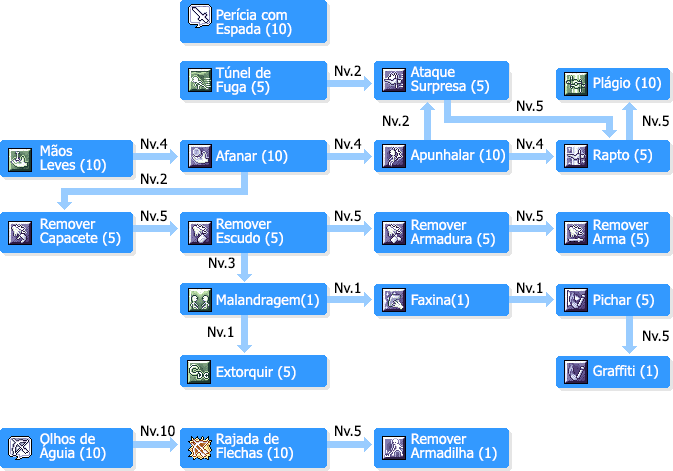 Perícia com
Espada (10)
Túnel de
Fuga (5)
Nv.2
Ataque
Surpresa (5)
Nv.5
Plágio (10)
Nv.2
Nv.5
Mãos
Leves (10)
Nv.4
Afanar (10)
Nv.4
Apunhalar (10)
Nv.4
Rapto (5)
Nv.2
Remover
Capacete (5)
Nv.5
Remover
Escudo (5)
Nv.5
Remover
Armadura (5)
Nv.5
Remover
Arma (5)
Nv.3
Malandragem(1)
Nv.1
Faxina(1)
Nv.1
Pichar (5)
Nv.1
Nv.5
Extorquir (5)
Graffiti (1)
Olhos de
Águia (10)
Nv.10
Rajada de
Flechas (10)
Nv.5
Remover
Armadilha (1)